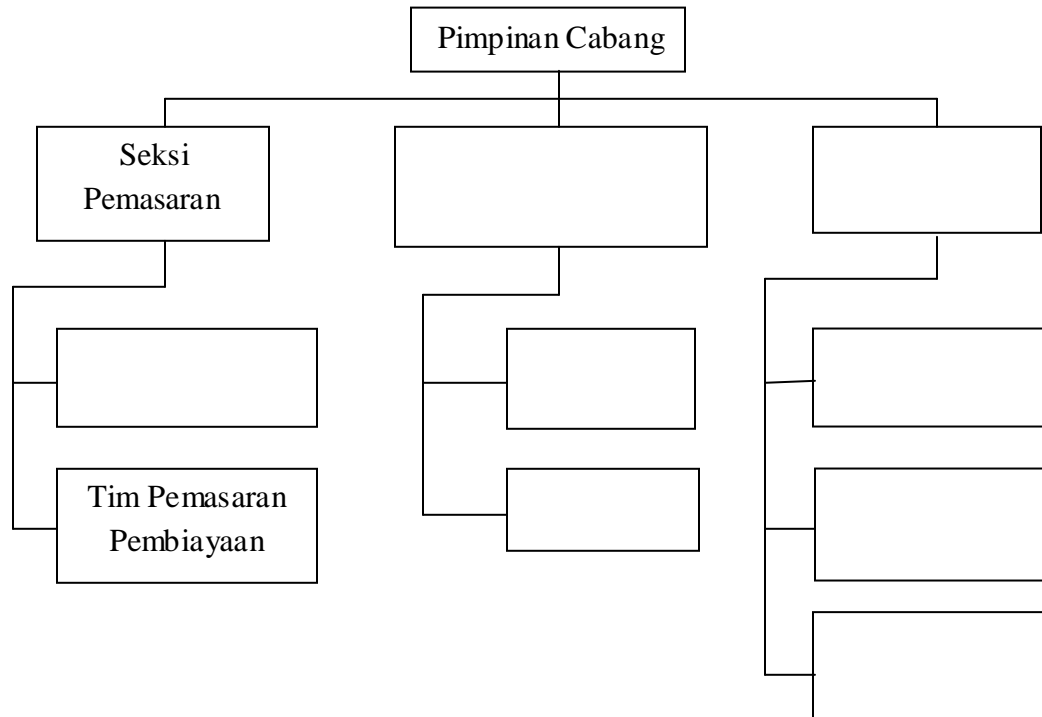 Pimpinan Cabang
Seksi
Pemasaran
Tim Pemasaran
Pembiayaan